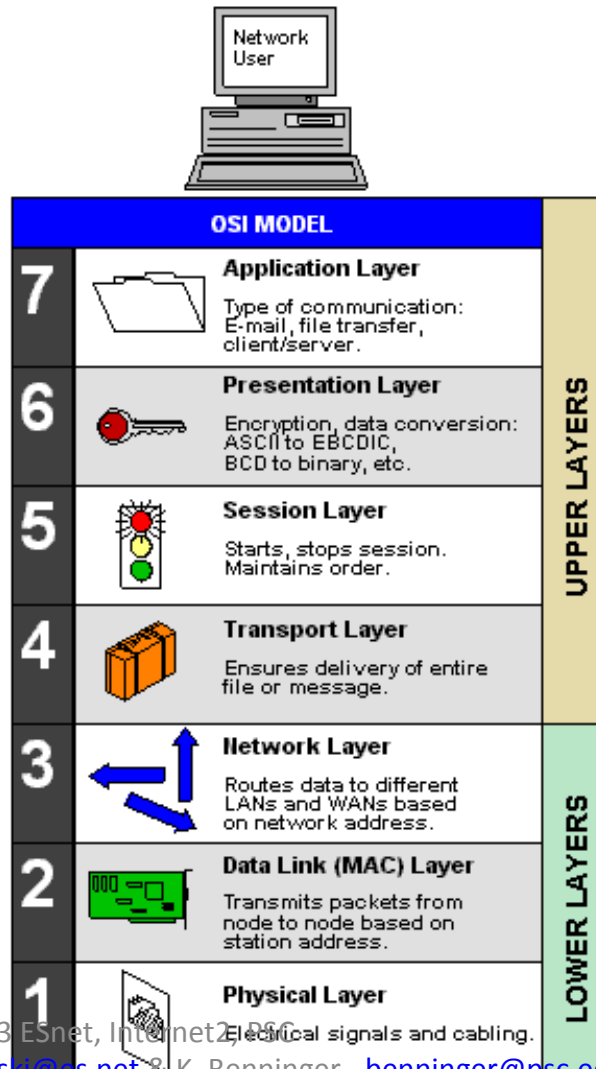 Network
User
OSI MODEL
7
Application Layer
Type of communication:
E-mail, file transfer,
client/server.
6
Presentation Layer
Encryption, data conversion:
ASCII to EBCDIC,
BCD to binary, etc.
5
Session Layer
Starts, stops session.
Maintains order.
4
Transport Layer
Ensures delivery of entire
file or message.
UPPER LAYERS
3
Network Layer
Routes data to different
LANs and WANs based
on network address.
2
Data Link (MAC) Layer
Transmits packets from
node to node based on
station address.
1
Physical Layer
Electrical signals and cabling.
LOWER LAYERS
3 ESnet, Internet2, PSC
& K. Benninger